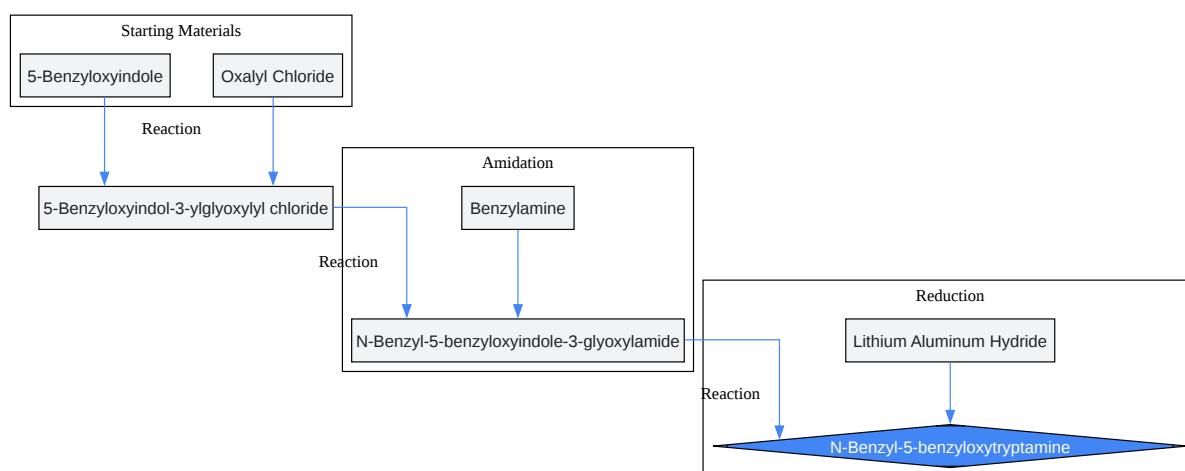 Starting Materials
5-Benzyloxyindole
Oxalyl Chloride
Reaction
5-Benzyloxyindol-3-ylglyoxylyl chloride
Amidation
Benzylamine
Reaction
N-Benzyl-5-benzyloxyindole-3-glyoxylamide
Reduction
Lithium Aluminum Hydride
Reaction
N-Benzyl-5-benzyloxytryptamine